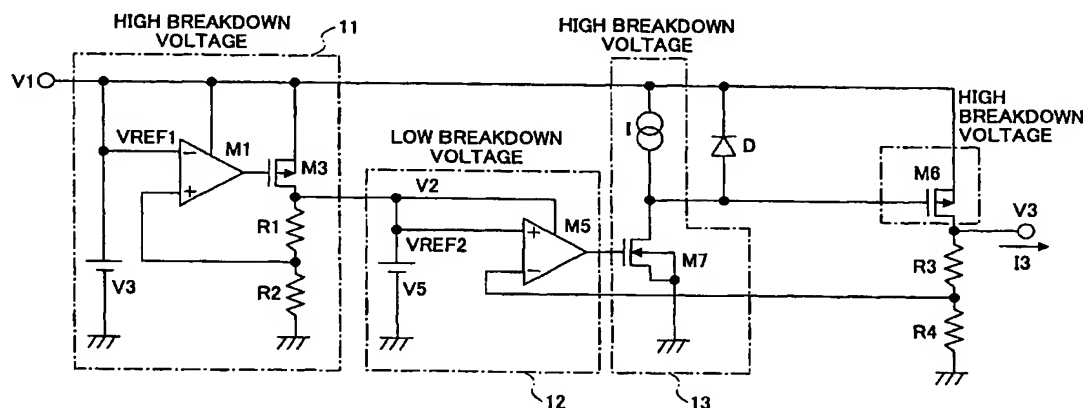 HIGH BREAKDOWN
VOLTAGE
11
HIGH BREAKDOWN
VOLTAGE
V1
HIGH
BREAKDOWN
VOLTAGE
VREF1
M1
M3
LOW BREAKDOWN
VOLTAGE
I
D
M6
V2
M5
V3
R1
VREF2
M7
I3
V3
R2
V5
R3
R4
12
13